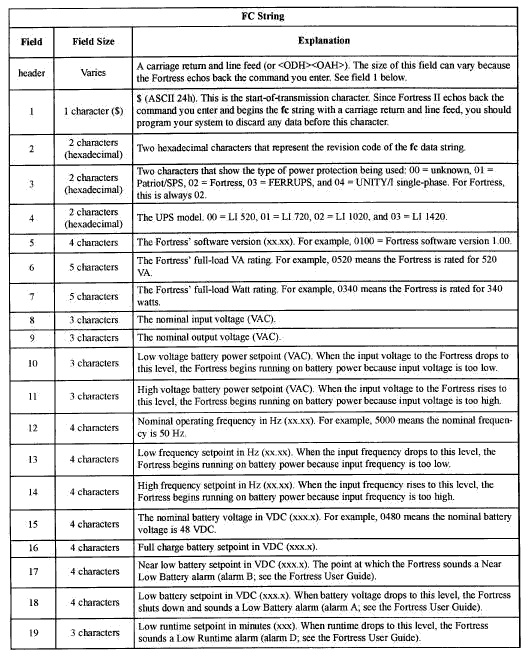 FC String
Field Field Size Explanation
header Varies A carriage return and line feed (or <ODH><OAH>). The size of this field can vary because
the Fortress echos back the command you enter. See field 1 below.
1 1 character ($) $ (ASCII 24h). This is the start-of-transmission character. Since Fortress II echos back the
command you enter and begins the fc string with a carriage return and line feed, you should
program your system to discard any data before this character.
2 2 characters
(hexadecimal) Two hexadecimal characters that represent the revision code of the fc data string.
3 2 characters
(hexadecimal) Two characters that show the type of power protection being used: 00 = unknown, 01 =
Patriot/SPS, 02 = Fortress, 03 = FERRUPS, and 04 = UNITY/I single-phase. For Fortress,
this is always 02.
4 2 characters
(hexadecimal) The UPS model. 00 = LI 520, 01 = LI 720, 02 = LI 1020, and 03 = LI 1420.
5 4 characters The Fortress' software version (xx.xx). For example, 0100 = Fortress software version 1.00.
6 5 characters The Fortress' full-load VA rating. For example, 0520 means the Fortress is rated for 520
VA.
7 5 characters The Fortress' full-load Watt rating. For example, 0340 means the Fortress is rated for 340
watts.
8 3 characters The nominal input voltage (VAC).
9 3 characters The nominal output voltage (VAC).
10 3 characters Low voltage battery power setpoint (VAC). When the input voltage to the Fortress drops to
this level, the Fortress begins running on battery power because input voltage is too low.
11 3 characters High voltage battery power setpoint (VAC). When the input voltage to the Fortress rises to
this level, the Fortress begins running on battery power because input voltage is too high.
12 4 characters Nominal operating frequency in Hz (xx.xx). For example, 5000 means the nominal frequen-
cy is 50 Hz.
13 4 characters Low frequency setpoint in Hz (xx.xx). When the input frequency drops to this level, the
Fortress begins running on battery power because input frequency is too low.
14 4 characters High frequency setpoint in Hz (xx.xx). When the input frequency rises to this level, the
Fortress begins running on battery power because input frequency is too high.
15 4 characters The nominal battery voltage in VDC (xxx.x). For example, 0480 means the nominal battery
voltage is 48 VDC.
16 4 characters Full charge battery setpoint in VDC (xxx.x).
17 4 characters Near low battery setpoint in VDC (xxx.x). The point at which the Fortress sounds a Near
Low Battery alarm (alarm B; see the Fortress User Guide).
18 4 characters Low battery setpoint in VDC (xxx.x). When battery voltage drops to this level, the Fortress
shuts down and sounds a Low Battery alarm (alarm A; see the Fortress User Guide).
19 3 characters Low runtime setpoint in minutes (xxx). When runtime drops to this level, the Fortress
sounds a Low Runtime alarm (alarm D; see the Fortress User Guide).